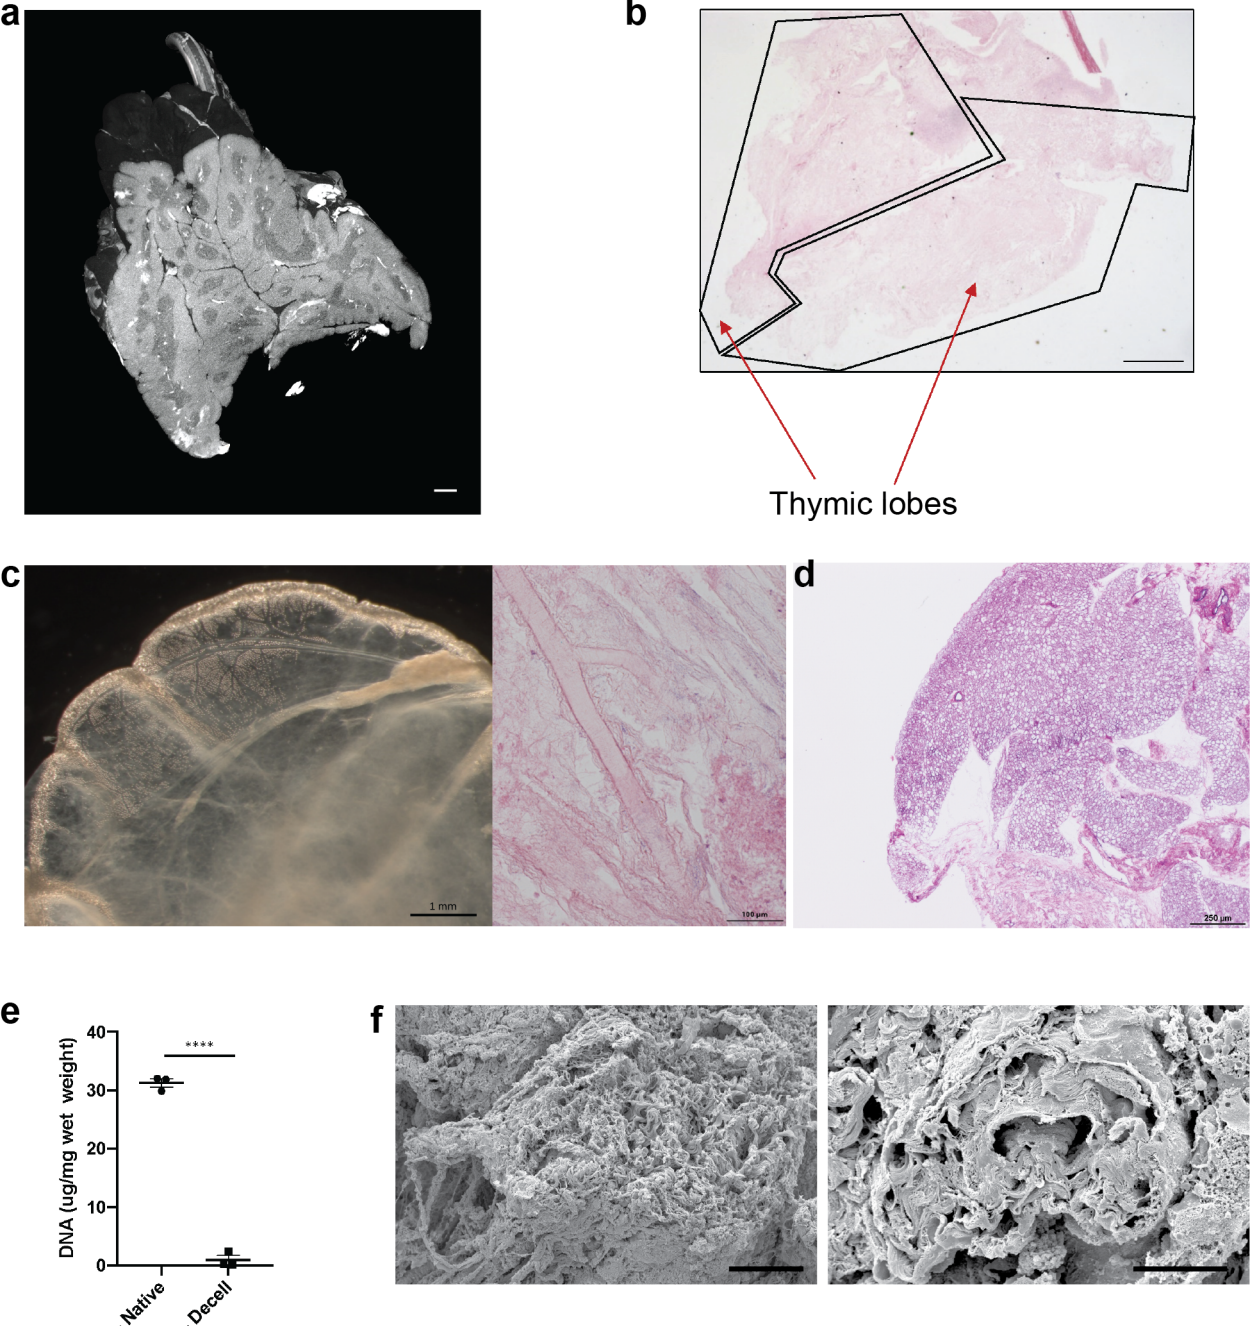 a
b
Thymic lobes
c
1 mm
100 µm
d
250 µm
e
DNA (ug/mg wet weight)
40
30
20
10
0
****
Native
Decell
f